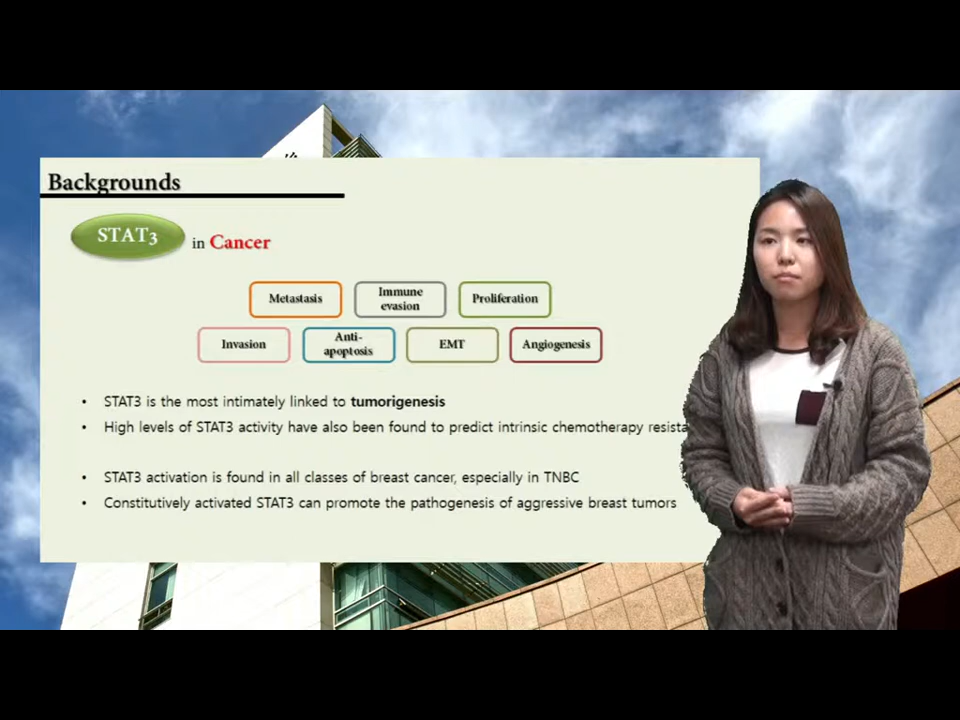 Backgrounds
STAT3 in Cancer
Metastasis
Immune
evasion
Proliferation
Invasion
Anti-
apoptosis
EMT
Angiogenesis
• STAT3 is the most intimately linked to tumorigenesis
• High levels of STAT3 activity have also been found to predict intrinsic chemotherapy resista
• STAT3 activation is found in all classes of breast cancer, especially in TNBC
• Constitutively activated STAT3 can promote the pathogenesis of aggressive breast tumors